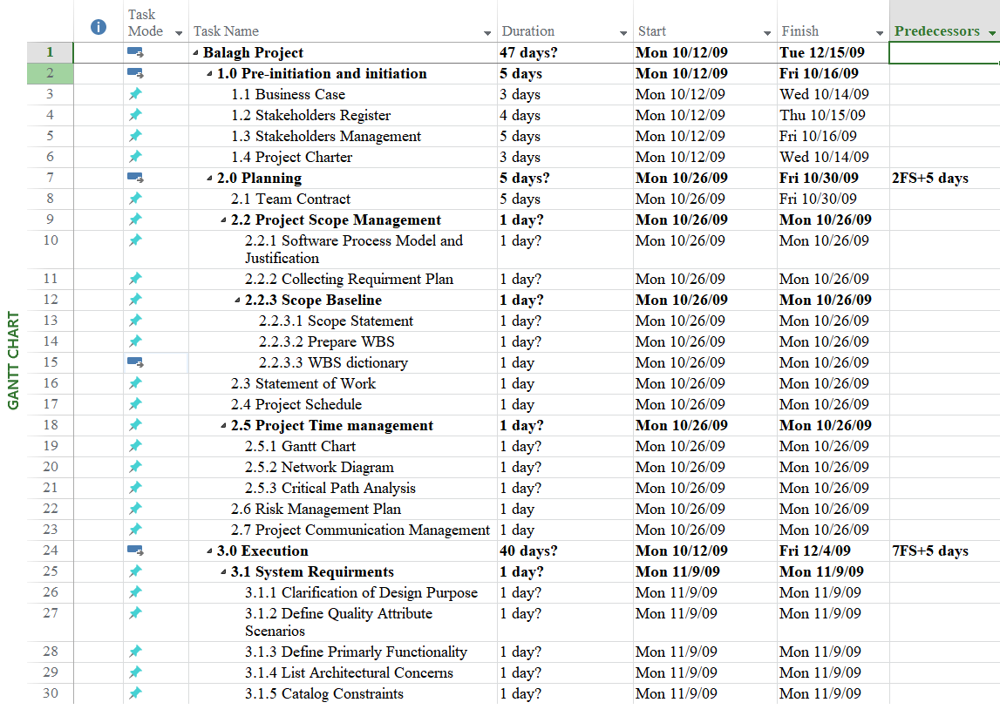 GANTT CHART
Task Mode Task Name Duration Start Finish Predecessors
1 Balagh Project 47 days? Mon 10/12/09 Tue 12/15/09
2 1.0 Pre-initiation and initiation 5 days Mon 10/12/09 Fri 10/16/09
3 1.1 Business Case 3 days Mon 10/12/09 Wed 10/14/09
4 1.2 Stakeholders Register 4 days Mon 10/12/09 Thu 10/15/09
5 1.3 Stakeholders Management 5 days Mon 10/12/09 Fri 10/16/09
6 1.4 Project Charter 3 days Mon 10/12/09 Wed 10/14/09
7 2.0 Planning 5 days? Mon 10/26/09 Fri 10/30/09 2FS+5 days
8 2.1 Team Contract 5 days Mon 10/26/09 Fri 10/30/09
9 2.2 Project Scope Management 1 day? Mon 10/26/09 Mon 10/26/09
10 2.2.1 Software Process Model and 1 day? Mon 10/26/09 Mon 10/26/09
Justification
11 2.2.2 Collecting Requirment Plan 1 day? Mon 10/26/09 Mon 10/26/09
12 2.2.3 Scope Baseline 1 day? Mon 10/26/09 Mon 10/26/09
13 2.2.3.1 Scope Statement 1 day? Mon 10/26/09 Mon 10/26/09
14 2.2.3.2 Prepare WBS 1 day? Mon 10/26/09 Mon 10/26/09
15 2.2.3.3 WBS dictionary 1 day Mon 10/26/09 Mon 10/26/09
16 2.3 Statement of Work 1 day Mon 10/26/09 Mon 10/26/09
17 2.4 Project Schedule 1 day Mon 10/26/09 Mon 10/26/09
18 2.5 Project Time management 1 day? Mon 10/26/09 Mon 10/26/09
19 2.5.1 Gantt Chart 1 day? Mon 10/26/09 Mon 10/26/09
20 2.5.2 Network Diagram 1 day? Mon 10/26/09 Mon 10/26/09
21 2.5.3 Critical Path Analysis 1 day? Mon 10/26/09 Mon 10/26/09
22 2.6 Risk Management Plan 1 day Mon 10/26/09 Mon 10/26/09
23 2.7 Project Communication Management 1 day Mon 10/26/09 Mon 10/26/09
24 3.0 Execution 40 days? Mon 10/12/09 Fri 12/4/09 7FS+5 days
25 3.1 System Requirments 1 day? Mon 11/9/09 Mon 11/9/09
26 3.1.1 Clarification of Design Purpose 1 day? Mon 11/9/09 Mon 11/9/09
27 3.1.2 Define Quality Attribute 1 day? Mon 11/9/09 Mon 11/9/09
Scenarios
28 3.1.3 Define Primarly Functionality 1 day? Mon 11/9/09 Mon 11/9/09
29 3.1.4 List Architectural Concerns 1 day? Mon 11/9/09 Mon 11/9/09
30 3.1.5 Catalog Constraints 1 day? Mon 11/9/09 Mon 11/9/09